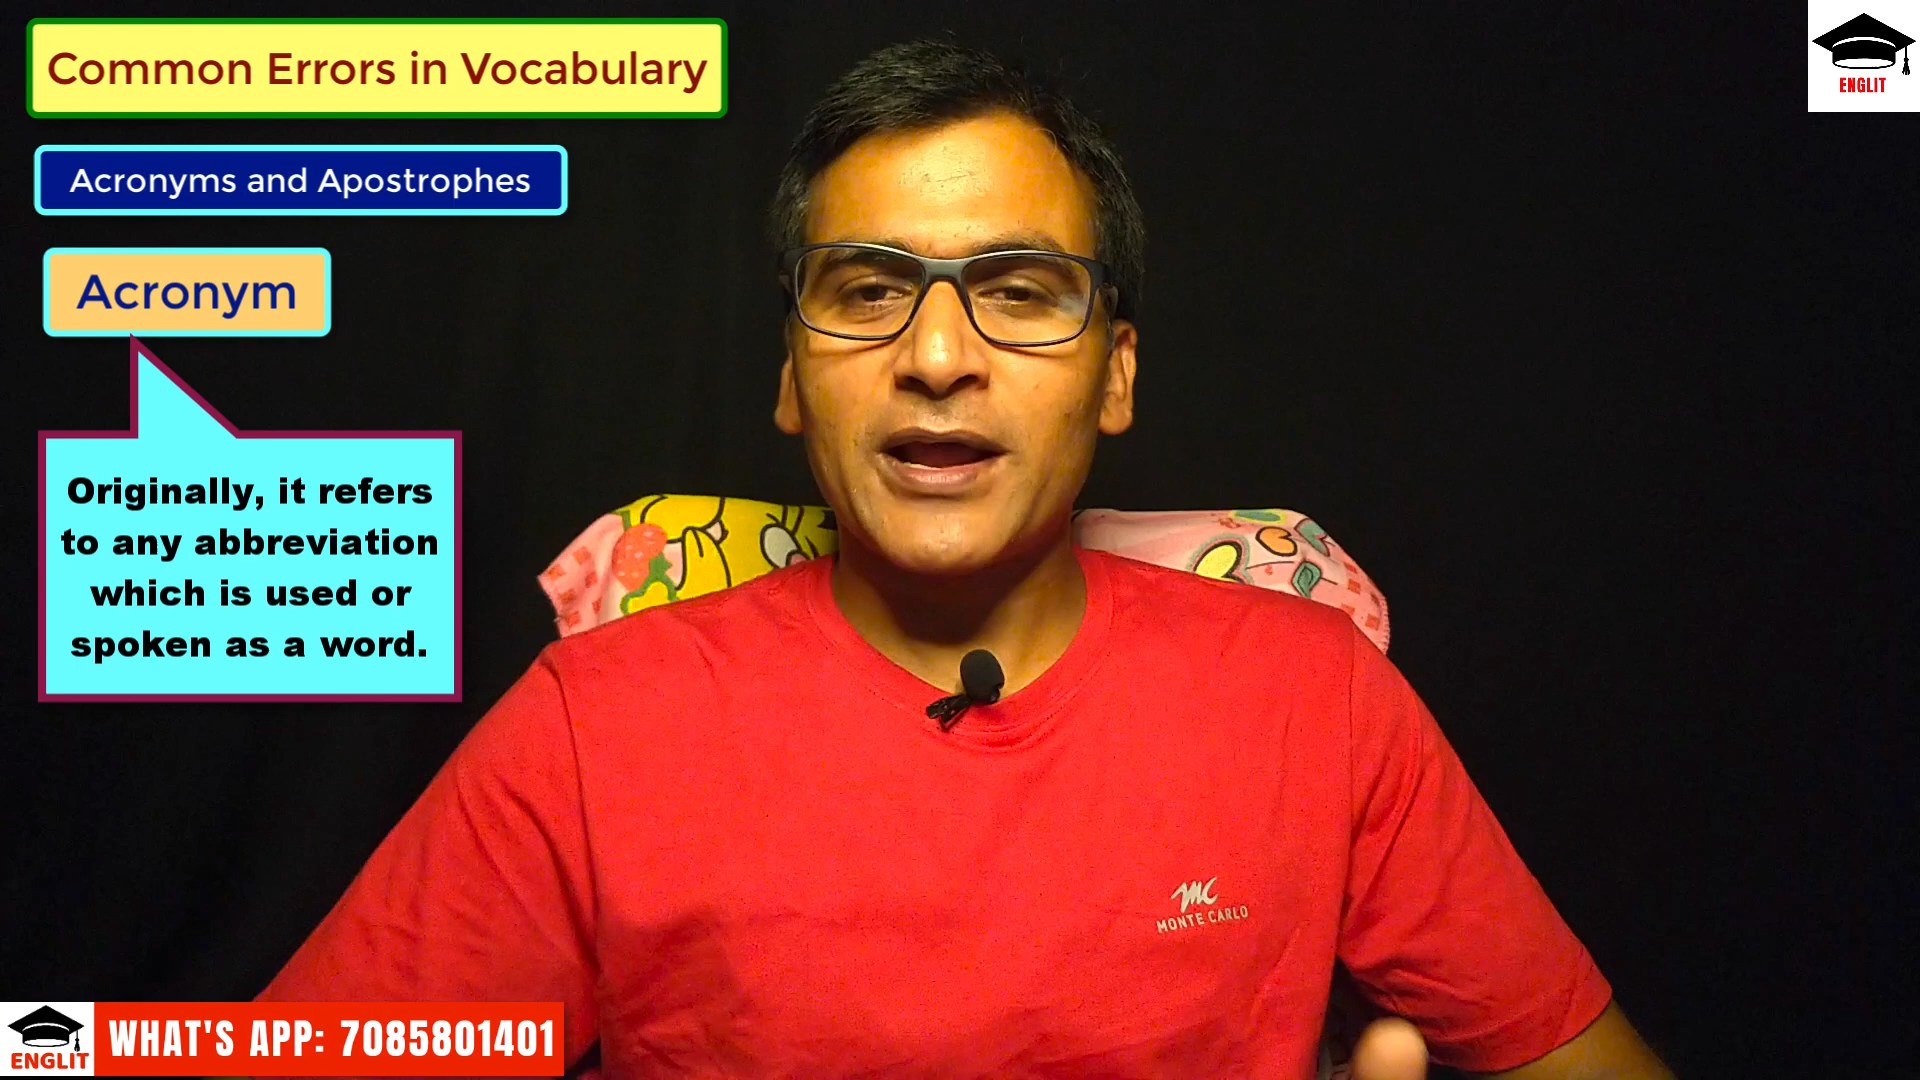 Common Errors in Vocabulary
ENGLIT
Acronyms and Apostrophes
Acronym
Originally, it refers
to any abbreviation
which is used or
spoken as a word.
MC
MONTE CARLO
ENGLIT
WHAT'S APP: 7085801401